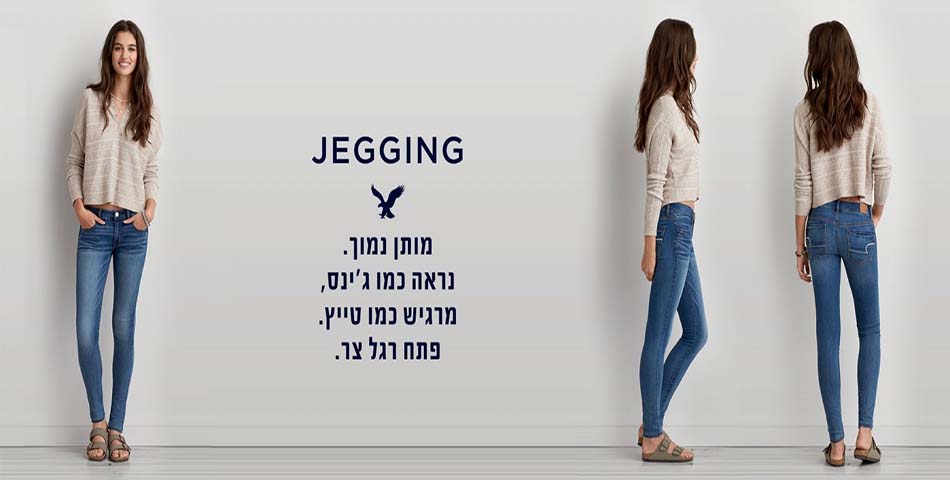 JEGGING
מותן נמוך.
נראה כמו ג'ינס,
מרגיש כמו טייץ.
פתח רגל צר.